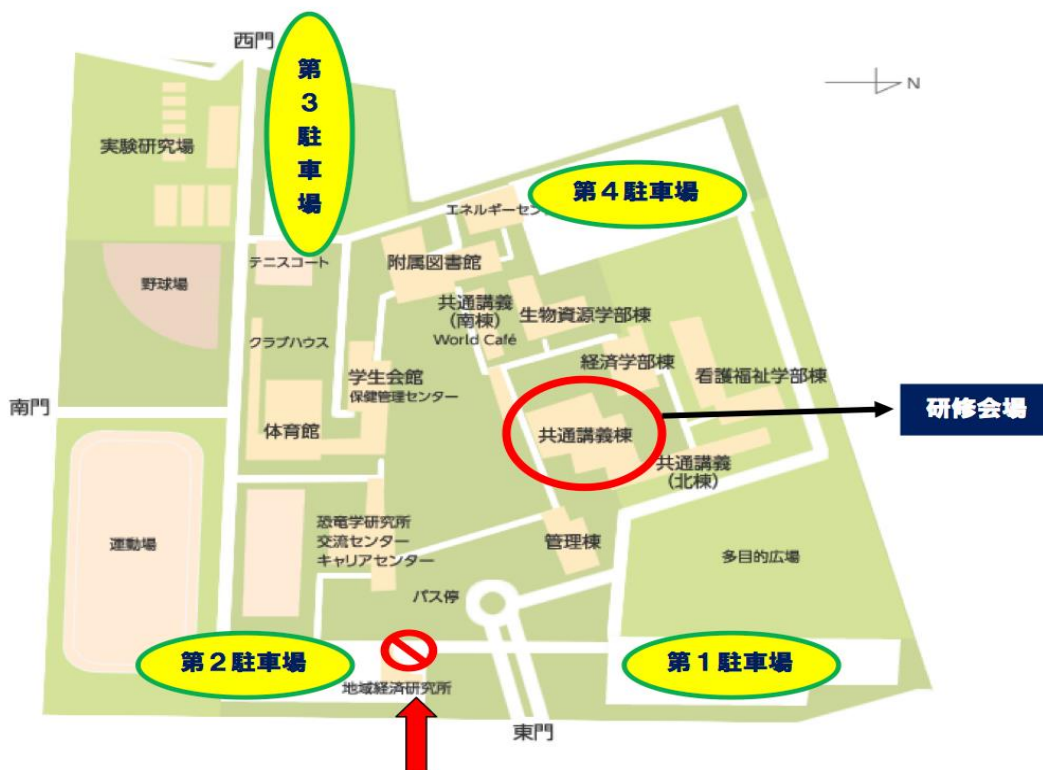 西門
第
3
駐
車
場
N
実験研究場
第4駐車場
エネルギーセン
テニスコート
附属図書館
野球場
共通講義
(南棟)
World Café
生物資源学部棟
クラブハウス
経済学部棟
看護福祉学部棟
学生会館
保健管理センター
南門
研修会場
体育館
共通講義棟
共通講義
(北棟)
恐竜学研究所
交流センター
キャリアセンター
運動場
管理棟
多目的広場
バス停
第2駐車場
第1駐車場
地域経済研究所
東門